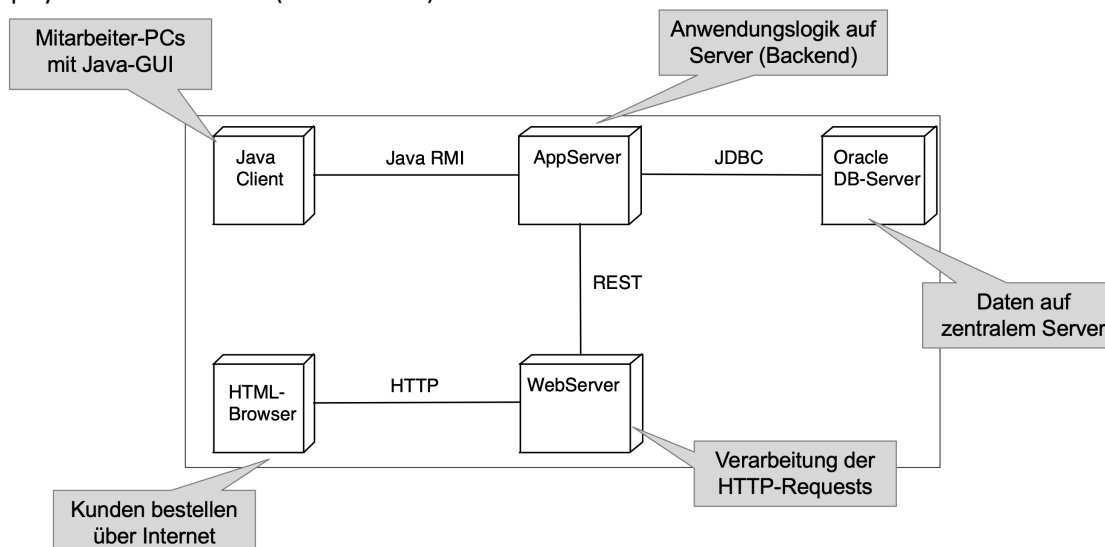 Mitarbeiter-PCs
mit Java-GUI
Anwendungslogik auf
Server (Backend)
Java
Client
Java RMI
AppServer
JDBC
Oracle
DB-Server
REST
Daten auf
zentralem Server
HTML-
Browser
HTTP
WebServer
Verarbeitung der
HTTP-Requests
Kunden bestellen
über Internet